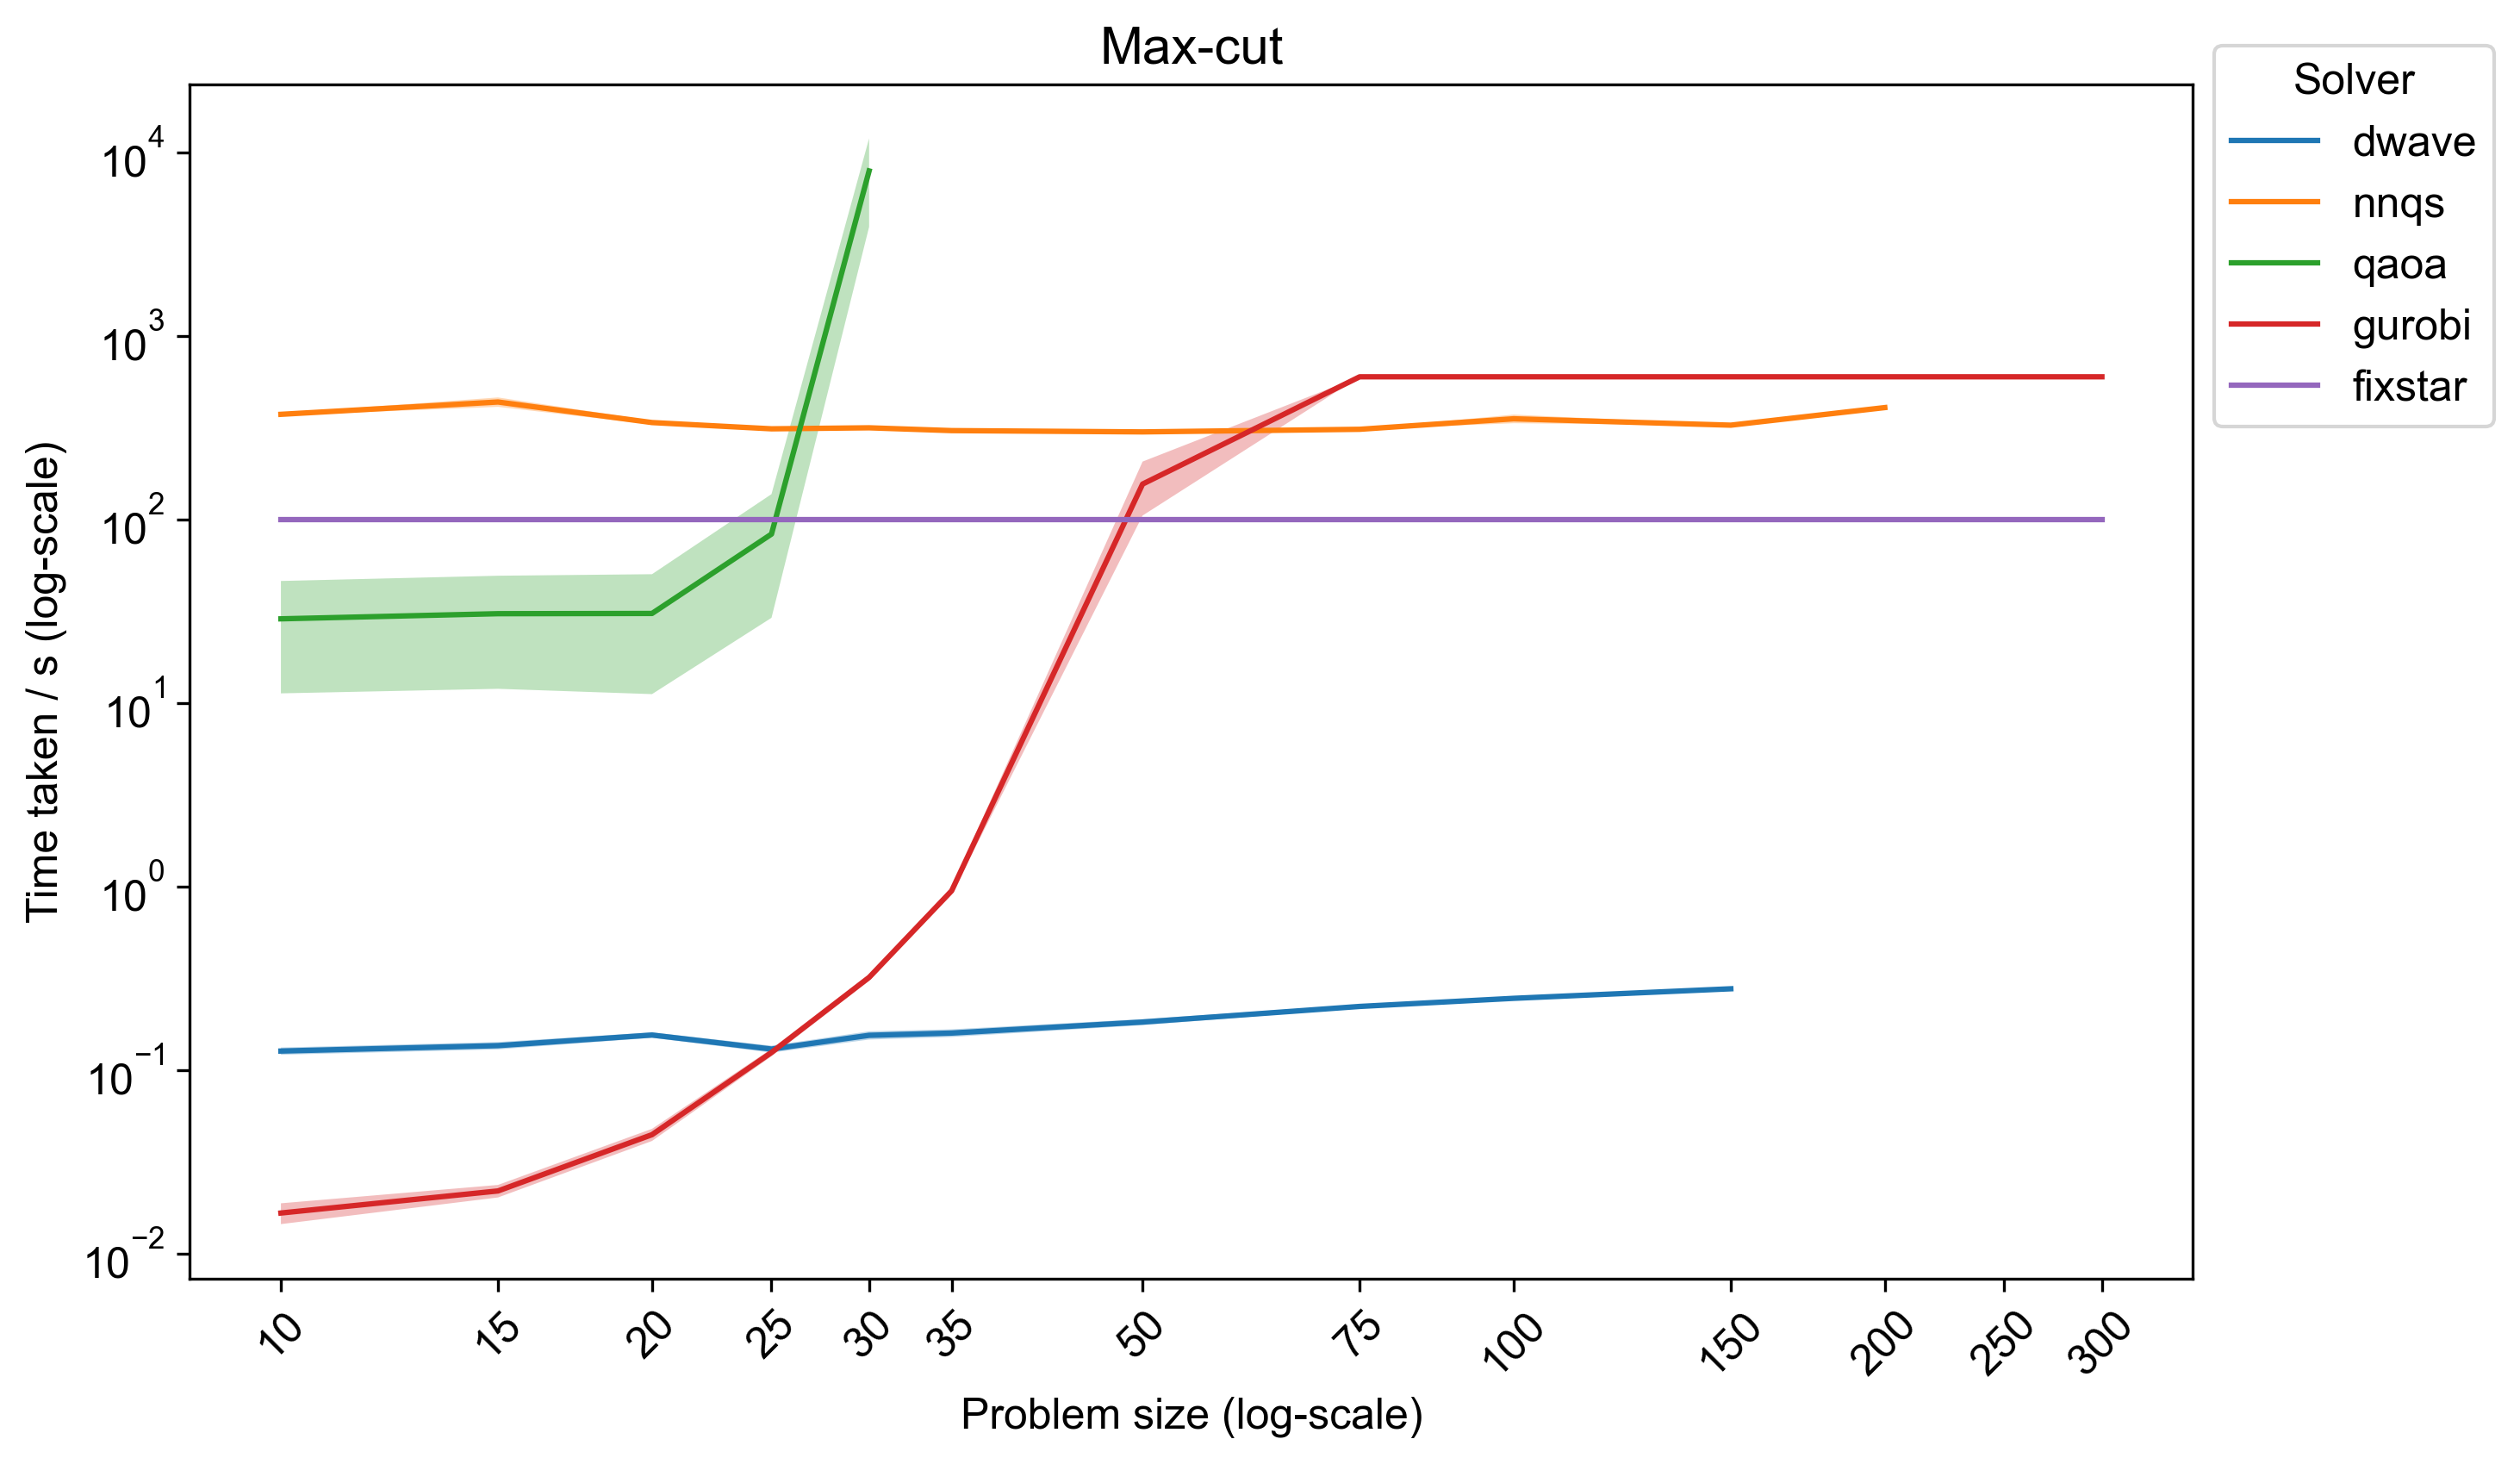 Max-cut
Solver
dwave
nnqs
qaoa
gurobi
fixstar
Time taken / s (log-scale)
10^4
10^3
10^2
10^1
10^0
10^−1
10^−2
10 15 20 25 30 35 50 75 100 150 200 250 300
Problem size (log-scale)